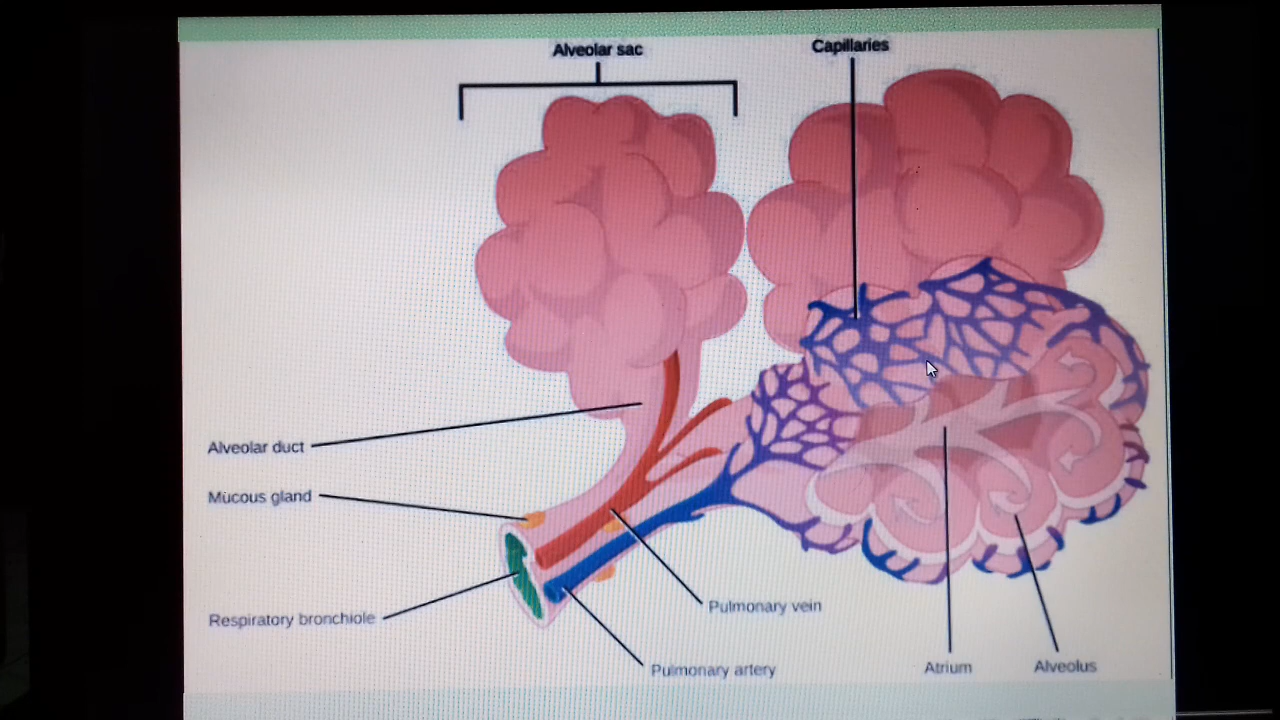 Alveolar sac
Capillaries
Alveolar duct
Mucous gland
Respiratory bronchiole
Pulmonary vein
Pulmonary artery
Atrium
Alveolus